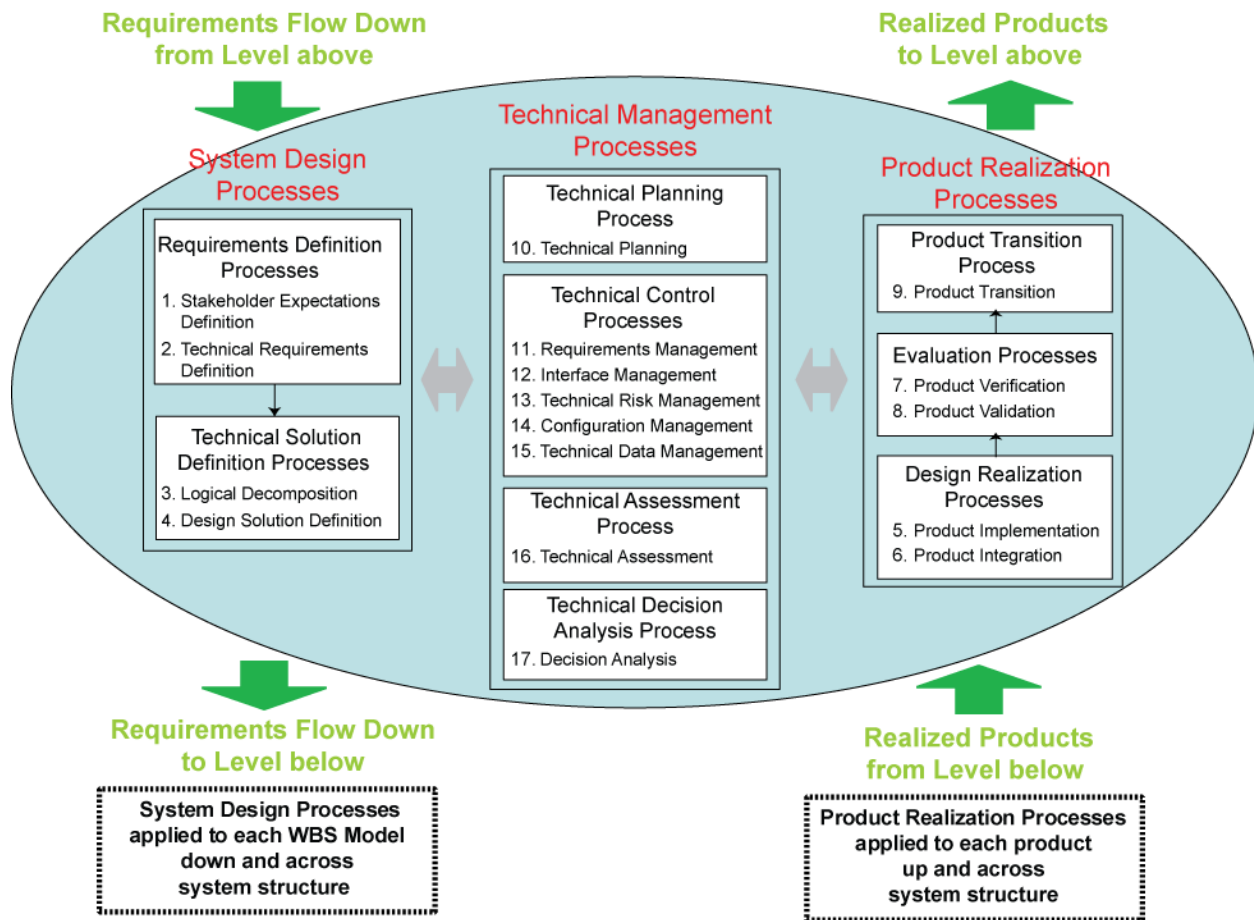 Requirements Flow Down
from Level above
Realized Products
to Level above
System Design
Processes
Requirements Definition
Processes
1. Stakeholder Expectations
Definition
2. Technical Requirements
Definition
Technical Solution
Definition Processes
3. Logical Decomposition
4. Design Solution Definition
Technical Management
Processes
Technical Planning
Process
10. Technical Planning
Technical Control
Processes
11. Requirements Management
12. Interface Management
13. Technical Risk Management
14. Configuration Management
15. Technical Data Management
Technical Assessment
Process
16. Technical Assessment
Technical Decision
Analysis Process
17. Decision Analysis
Product Realization
Processes
Product Transition
Process
9. Product Transition
Evaluation Processes
7. Product Verification
8. Product Validation
Design Realization
Processes
5. Product Implementation
6. Product Integration
Requirements Flow Down
to Level below
System Design Processes
applied to each WBS Model
down and across
system structure
Realized Products
from Level below
Product Realization Processes
applied to each product
up and across
system structure